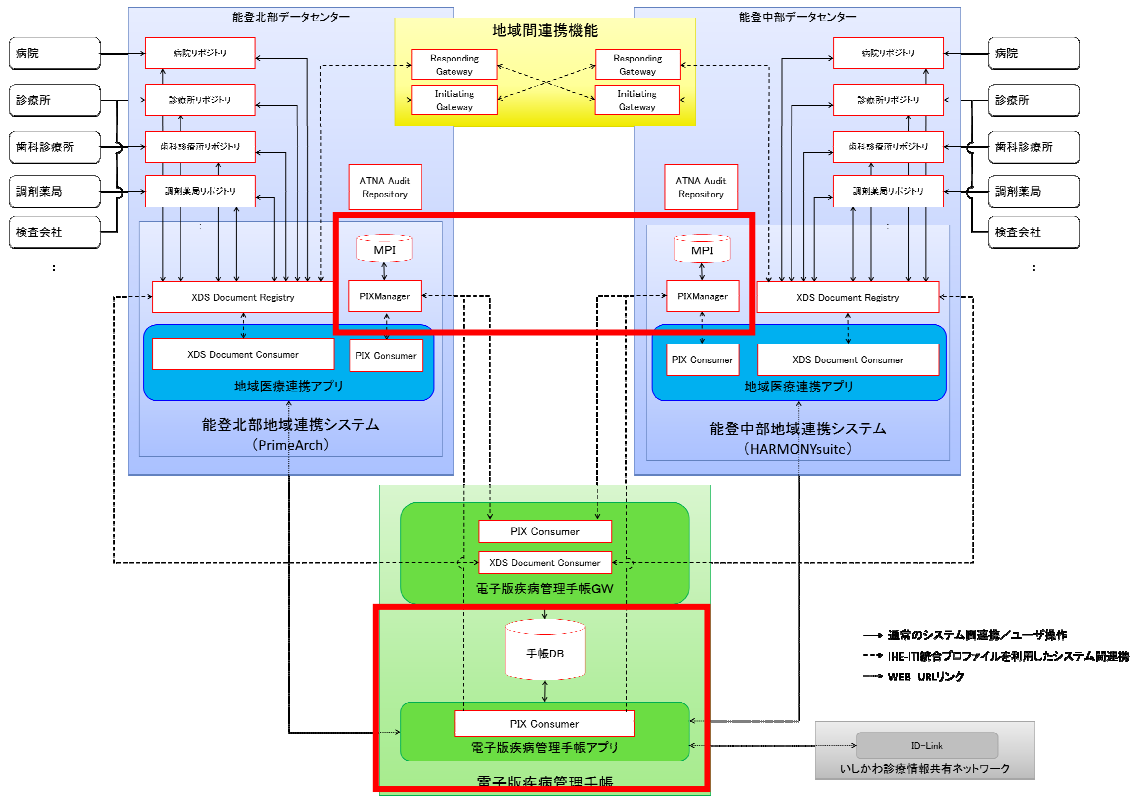 能登北部データセンター
地域間連携機能
能登中部データセンター
病院
診療所
歯科診療所
調剤薬局
検査会社
:
病院リポジトリ
診療所リポジトリ
歯科診療所リポジトリ
調剤薬局リポジトリ
:
Responding
Gateway
Initiating
Gateway
Responding
Gateway
Initiating
Gateway
病院リポジトリ
診療所リポジトリ
歯科診療所リポジトリ
調剤薬局リポジトリ
:
病院
診療所
歯科診療所
調剤薬局
検査会社
:
ATNA Audit
Repository
ATNA Audit
Repository
MPI
MPI
XDS Document Registry
PIXManager
PIXManager
XDS Document Registry
XDS Document Consumer
PIX Consumer
地域医療連携アプリ
PIX Consumer
XDS Document Consumer
地域医療連携アプリ
能登北部地域連携システム
（PrimeArch）
能登中部地域連携システム
（HARMONYsuite）
PIX Consumer
XDS Document Consumer
電子版疾病管理手帳GW
手帳DB
PIX Consumer
電子版疾病管理手帳アプリ
電子版疾病管理手帳
通常のシステム間連携／ユーザ操作
IHE-ITI統合プロファイルを利用したシステム間連携
WEB URLリンク
ID-Link
いしかわ診療情報共有ネットワーク